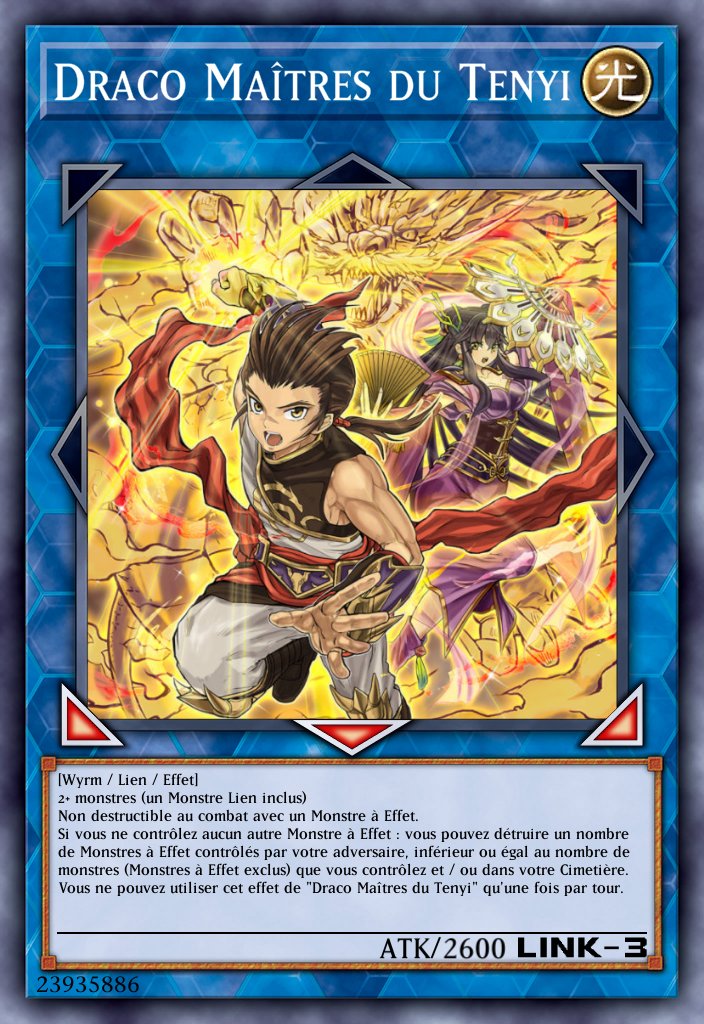 Draco Maîtres du Tenyi
光
[Wyrm / Lien / Effet]
2+ monstres (un Monstre Lien inclus)
Non destructible au combat avec un Monstre à Effet.
Si vous ne contrôlez aucun autre Monstre à Effet : vous pouvez détruire un nombre
de Monstres à Effet contrôlés par votre adversaire, inférieur ou égal au nombre de
monstres (Monstres à Effet exclus) que vous contrôlez et / ou dans votre Cimetière.
Vous ne pouvez utiliser cet effet de "Draco Maîtres du Tenyi" qu'une fois par tour.
ATK/2600 LINK-3
23935886